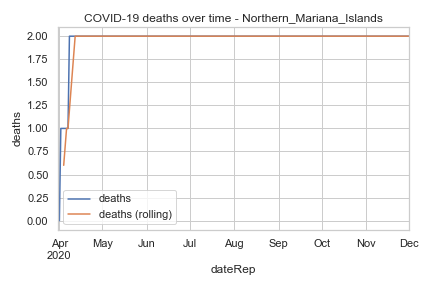 COVID-19 deaths over time - Northern_Mariana_Islands
deaths
2.00
1.75
1.50
1.25
1.00
0.75
0.50
0.25
0.00
deaths
deaths (rolling)
Apr May Jun Jul Aug Sep Oct Nov Dec
2020
dateRep